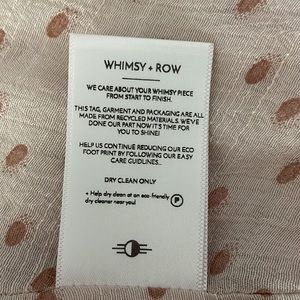 WHIMSY + ROW
WE CARE ABOUT YOUR WHIMSY PIECE
FROM START TO FINISH.
THIS TAG, GARMENT AND PACKAGING ARE ALL
MADE FROM RECYCLED MATERIALS. WE'VE
DONE OUR PART NOW IT'S TIME FOR
YOU TO SHINE!
HELP US CONTINUE REDUCING OUR ECO
FOOT PRINT BY FOLLOWING OUR EASY
CARE GUIDLINES...
DRY CLEAN ONLY
+ Help dry clean at an eco-friendly
dry cleaner near you!
P